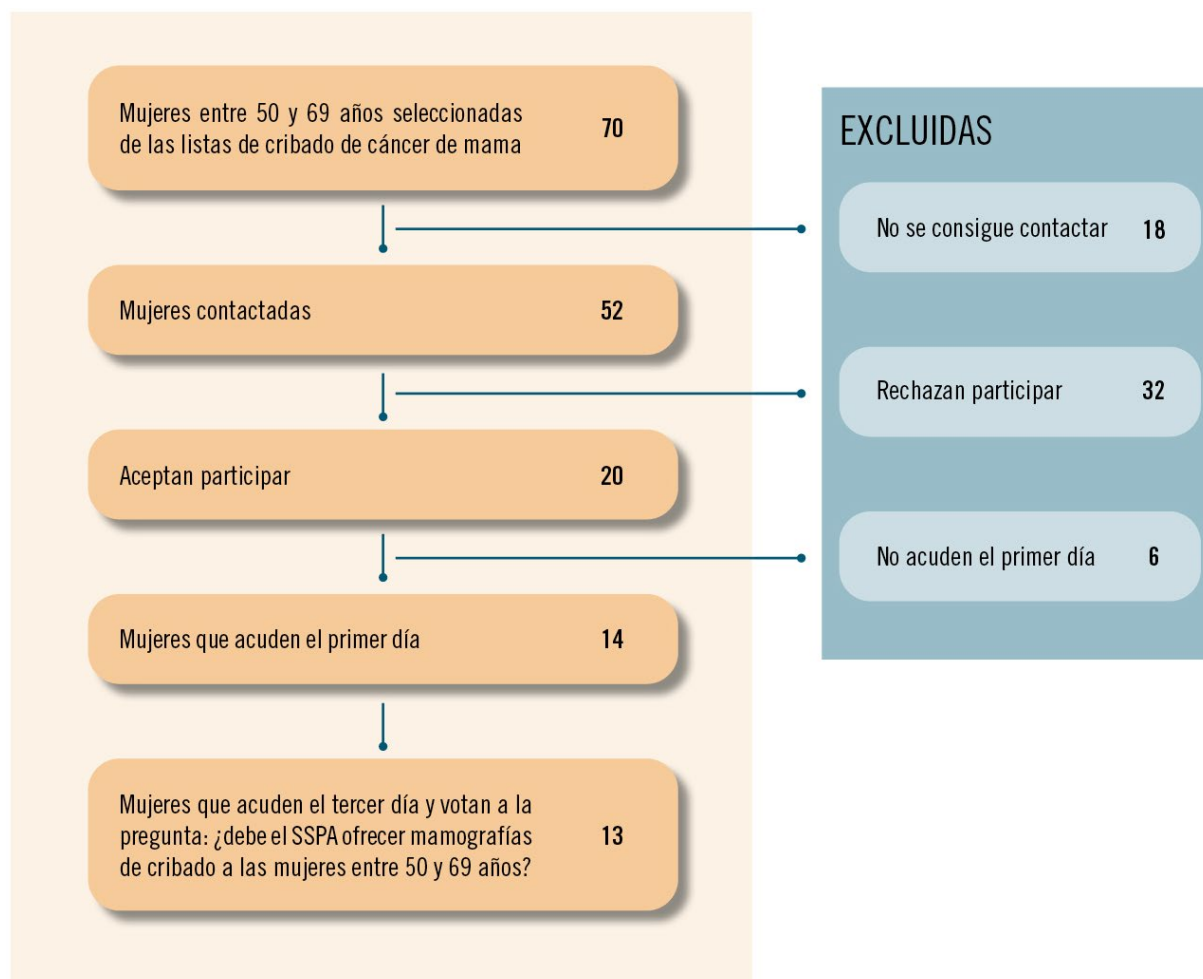 Mujeres entre 50 y 69 años seleccionadas
de las listas de cribado de cáncer de mama
70
EXCLUIDAS
No se consigue contactar 18
Mujeres contactadas 52
Rechazan participar 32
Aceptan participar 20
No acuden el primer día 6
Mujeres que acuden el primer día 14
Mujeres que acuden el tercer día y votan a la
pregunta: ¿debe el SSPA ofrecer mamografías
de cribado a las mujeres entre 50 y 69 años?
13